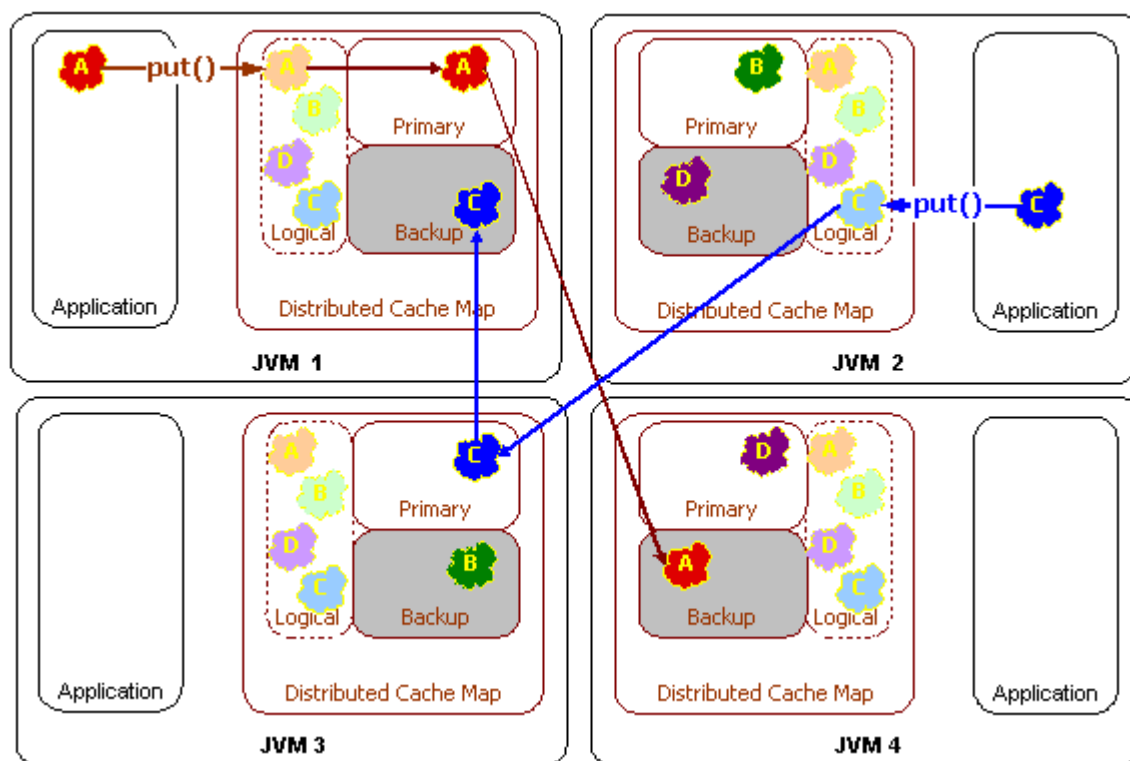 A put() A A
B
D
C
Logical
Primary
C
Backup
Application
Distributed Cache Map
JVM 1
B A
B
D
D
C put() C
Primary
Backup
Logical
Distributed Cache Map
Application
JVM 2
A
B
D
C
Logical
C
Primary
B
Backup
Application
Distributed Cache Map
JVM 3
D
Primary
A
Backup
A
B
D
C
Logical
Distributed Cache Map
Application
JVM 4